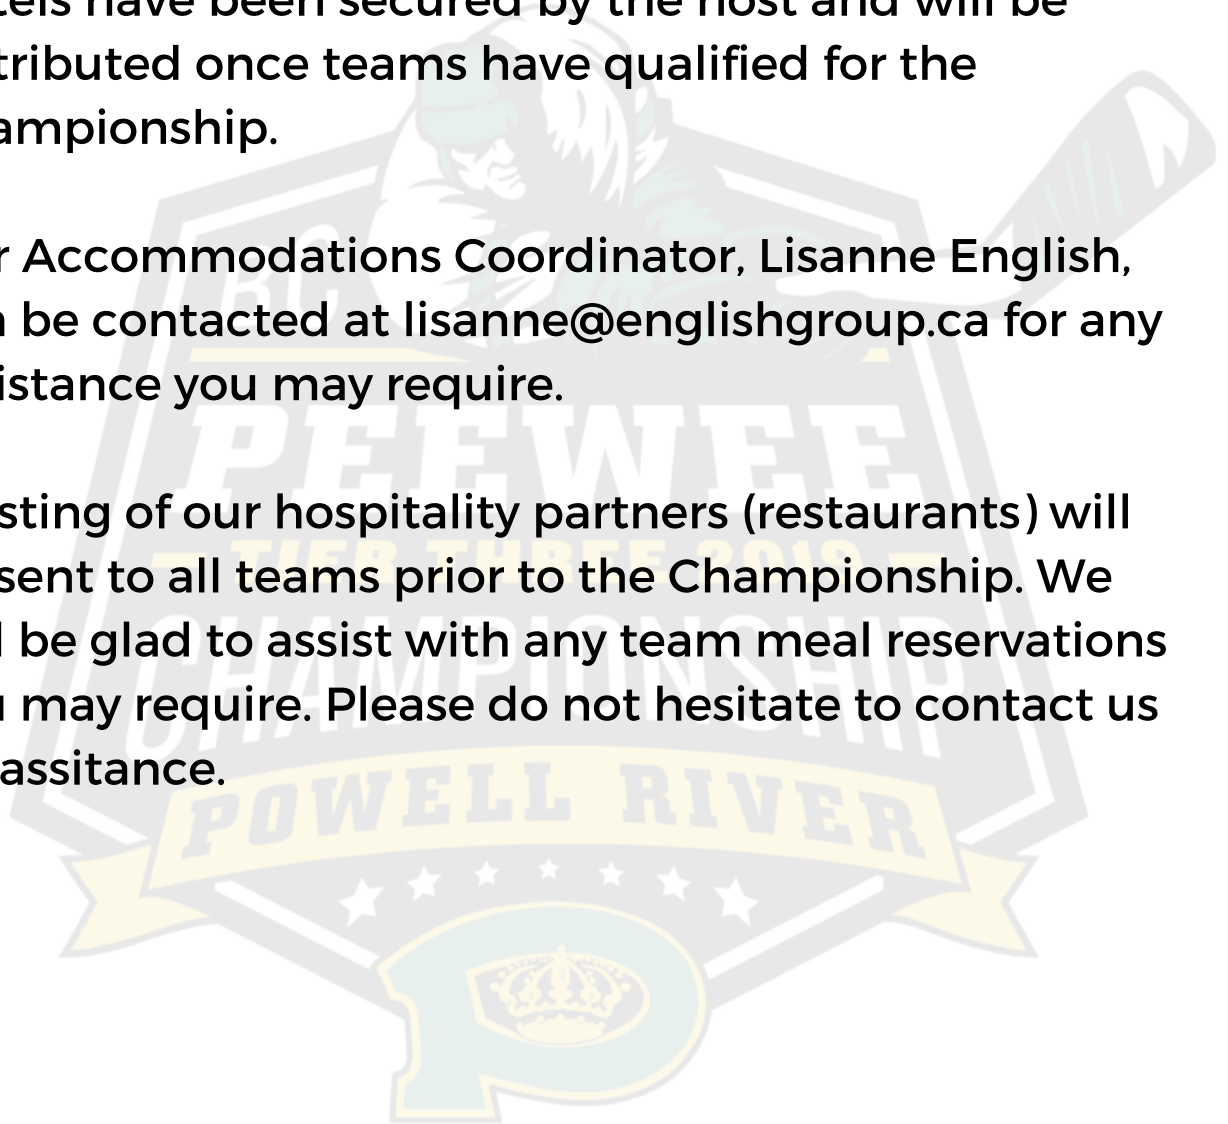 tels have been secured by the host and will be
tributed once teams have qualified for the
ampionship.
r Accommodations Coordinator, Lisanne English,
n be contacted at lisanne@englishgroup.ca for any
istance you may require.
sting of our hospitality partners (restaurants) will
sent to all teams prior to the Championship. We
l be glad to assist with any team meal reservations
u may require. Please do not hesitate to contact us
assitance.
BC
PEEWEE
TIER THREE 2019
CHAMPIONSHIP
POWELL RIVER
P